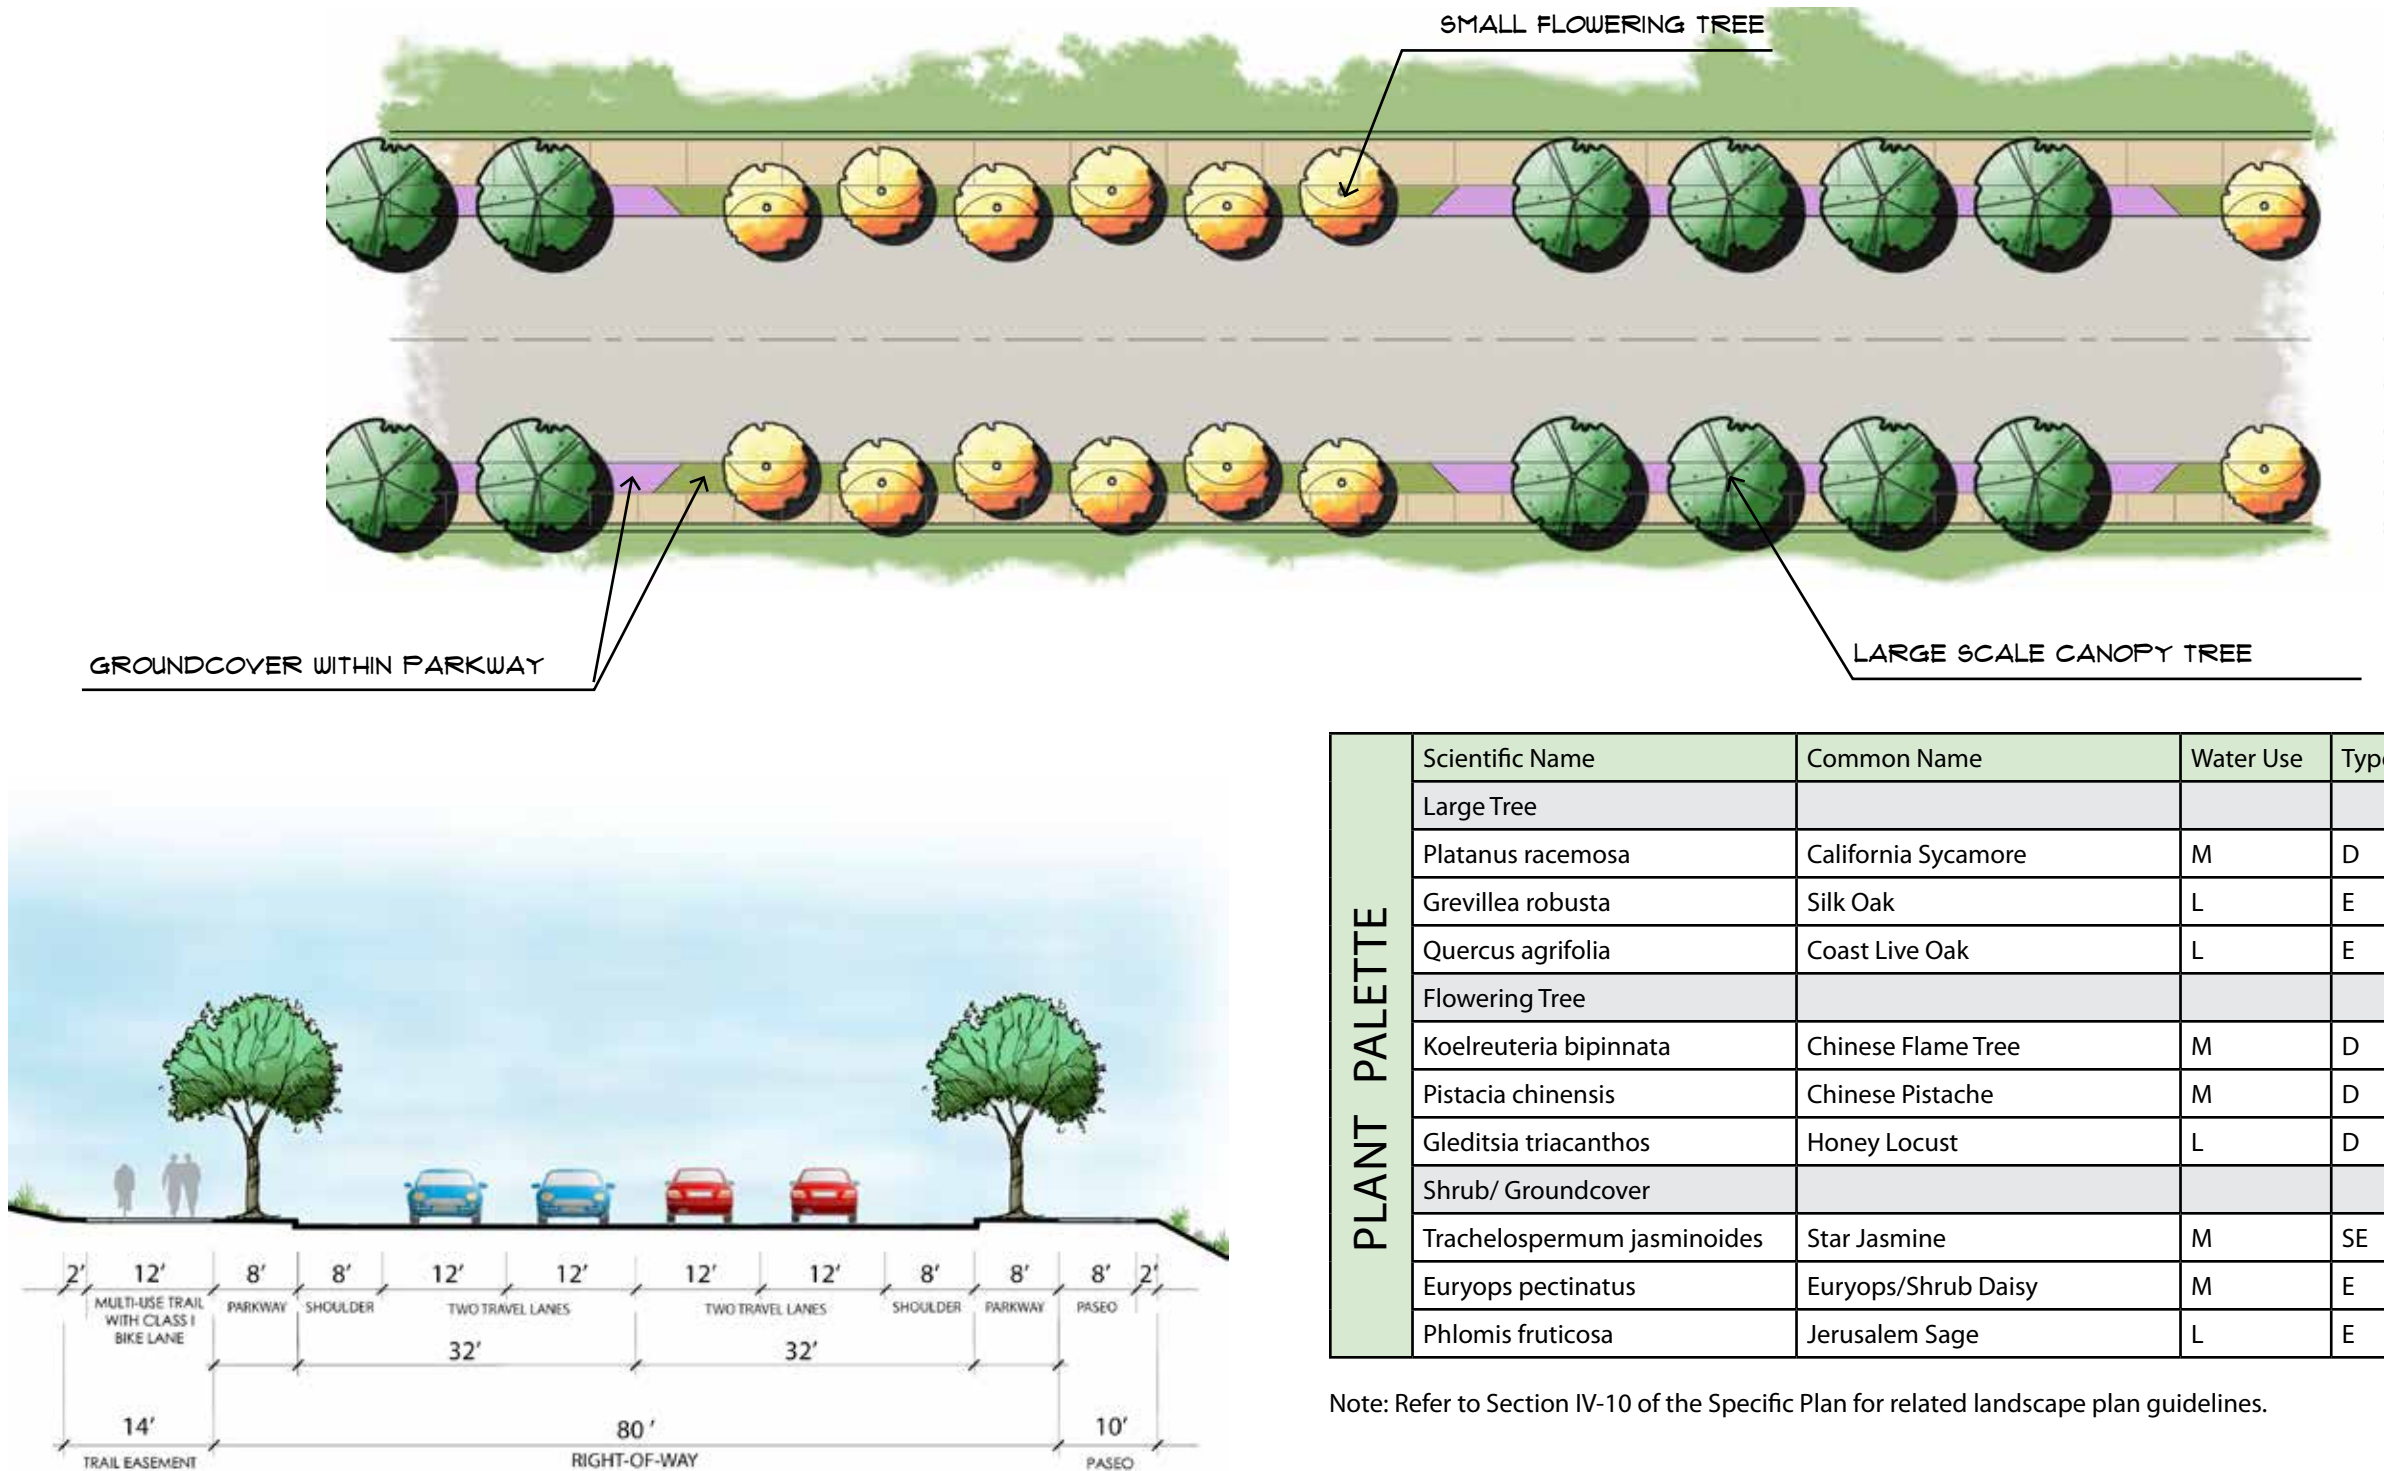 SMALL FLOWERING TREE
GROUNDCOVER WITHIN PARKWAY
LARGE SCALE CANOPY TREE
PLANT PALETTE
Scientific Name Common Name Water Use Type
Large Tree
Platanus racemosa California Sycamore M D
Grevillea robusta Silk Oak L E
Quercus agrifolia Coast Live Oak L E
Flowering Tree
Koelreuteria bipinnata Chinese Flame Tree M D
Pistacia chinensis Chinese Pistache M D
Gleditsia triacanthos Honey Locust L D
Shrub/ Groundcover
Trachelospermum jasminoides Star Jasmine M SE
Euryops pectinatus Euryops/Shrub Daisy M E
Phlomis fruticosa Jerusalem Sage L E
Note: Refer to Section IV-10 of the Specific Plan for related landscape plan guidelines.
2' 12' 8' 8' 12' 12' 12' 12' 8' 8' 8' 2'
MULTI-USE TRAIL
WITH CLASS I
BIKE LANE
PARKWAY SHOULDER TWO TRAVEL LANES TWO TRAVEL LANES SHOULDER PARKWAY PASEO
32' 32'
14' 80 ' 10'
TRAIL EASEMENT RIGHT-OF-WAY PASEO